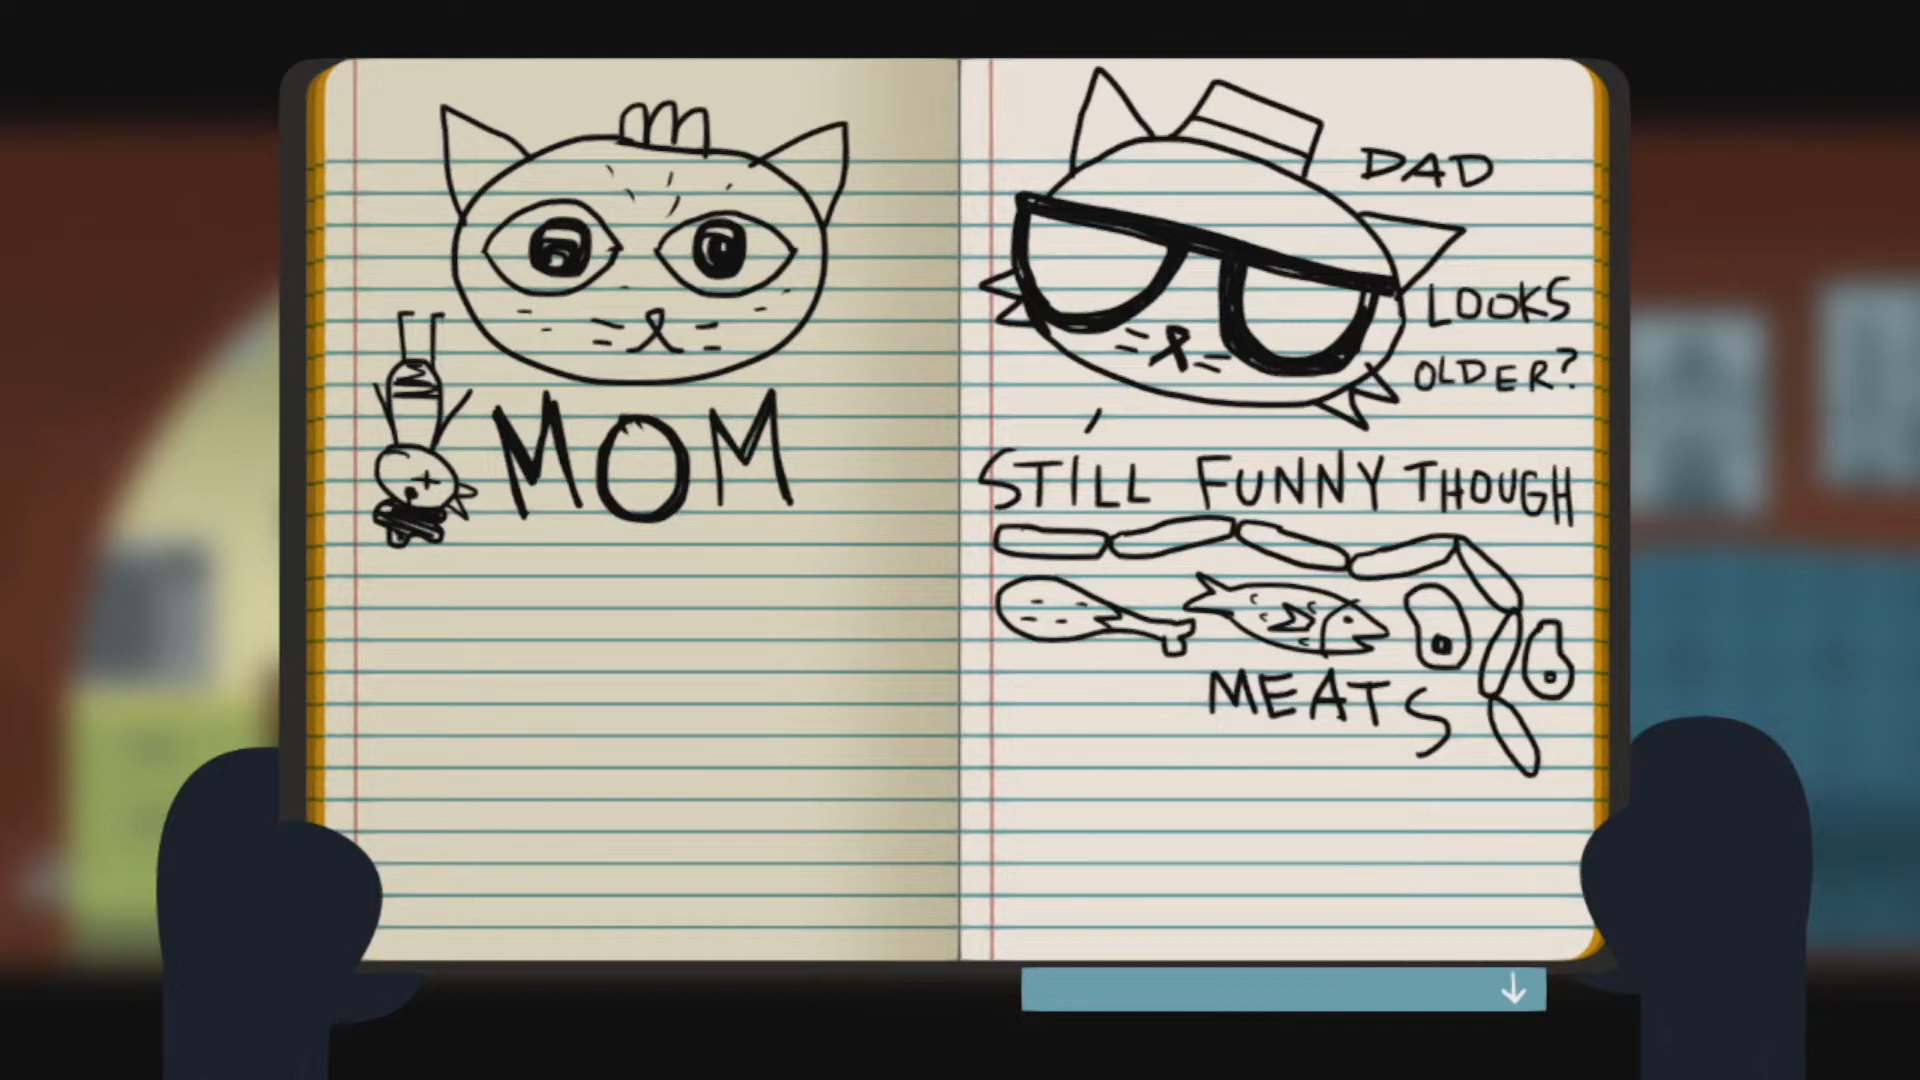 MOM
DAD
LOOKS
OLDER?
STILL FUNNY THOUGH
MEATS